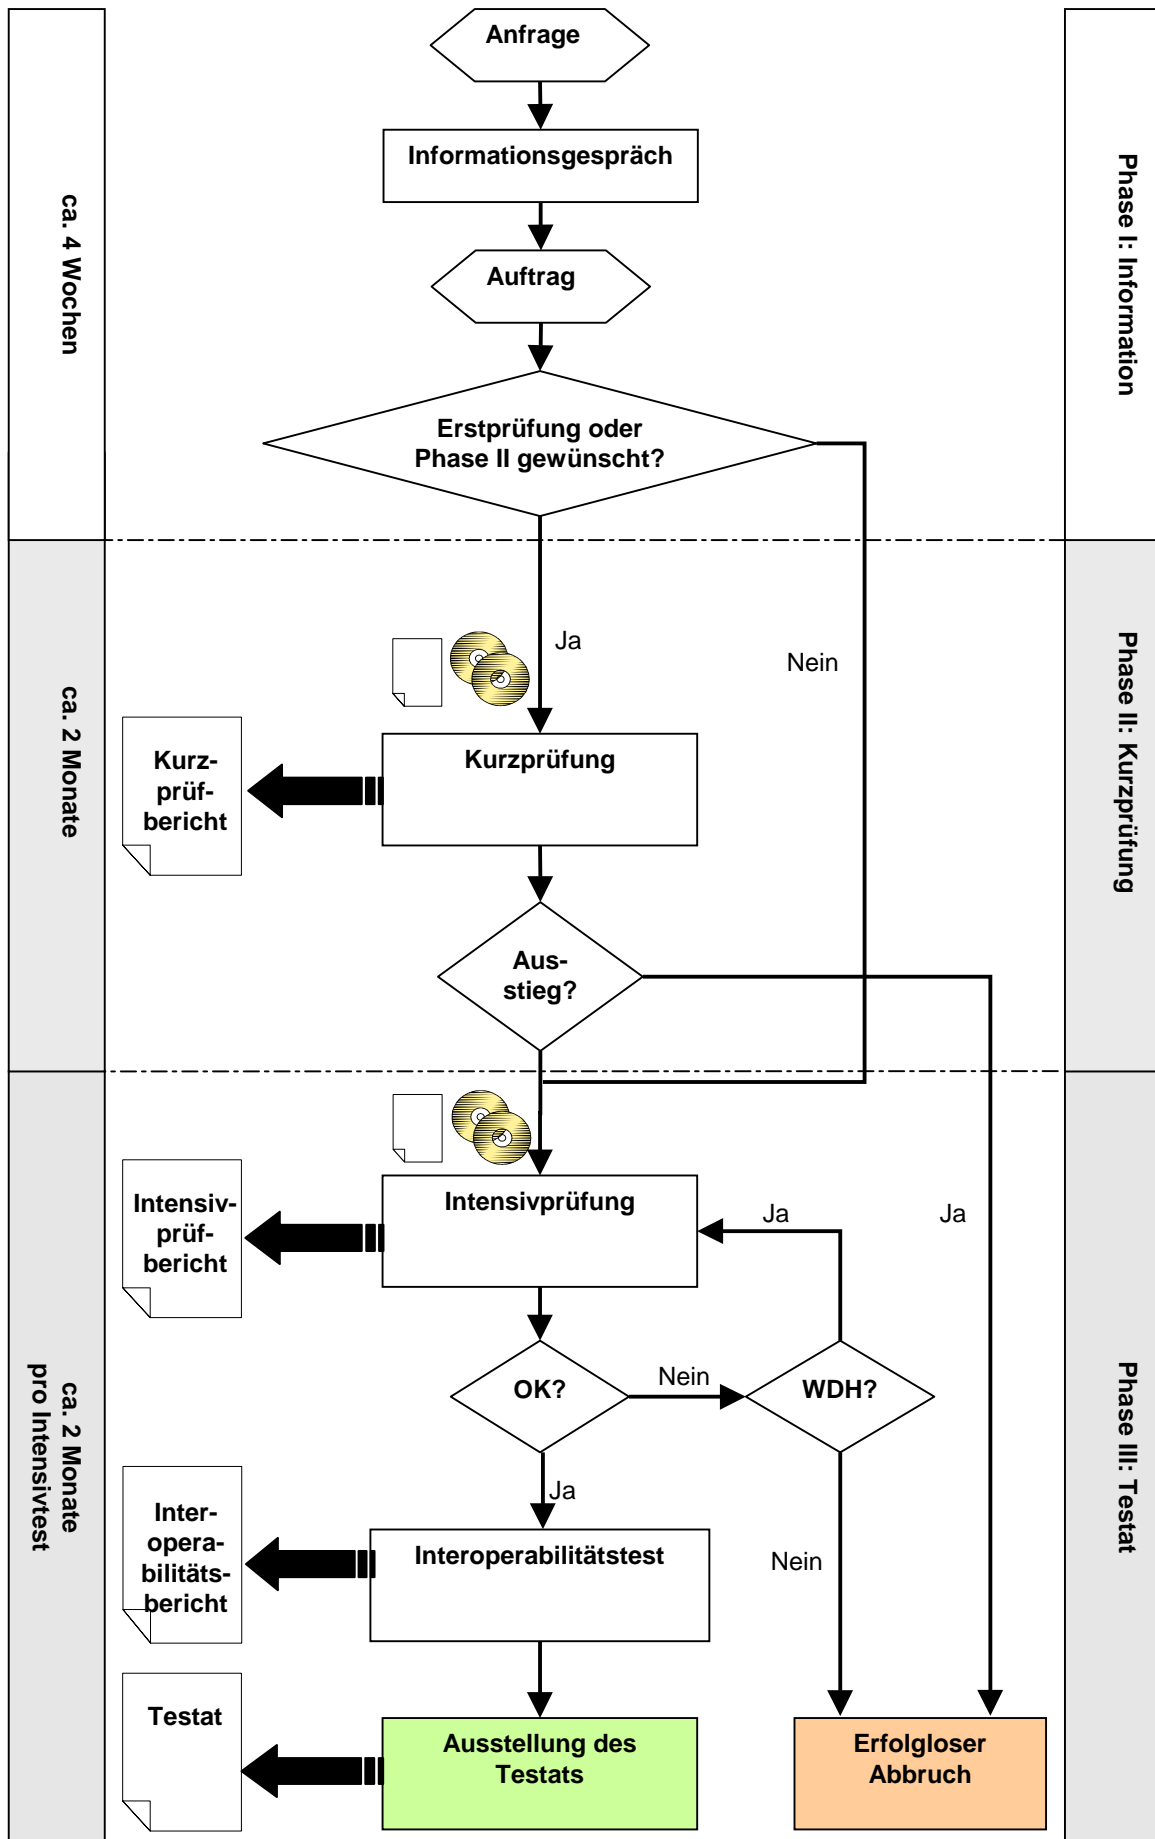 Anfrage
Informationsgespräch
Auftrag
Erstprüfung oder
Phase II gewünscht?
ca. 4 Wochen
Phase I: Information
Ja
Nein
Kurzprüfung
Kurz-
prüf-
bericht
Aus-
stieg?
ca. 2 Monate
Phase II: Kurzprüfung
Intensivprüfung
Ja
Ja
Intensiv-
prüf-
bericht
OK?
Nein
WDH?
Ja
Nein
Interoperabilitätstest
Inter-
opera-
bilitäts-
bericht
Testat
Ausstellung des
Testats
Erfolgloser
Abbruch
ca. 2 Monate
pro Intensivtest
Phase III: Testat